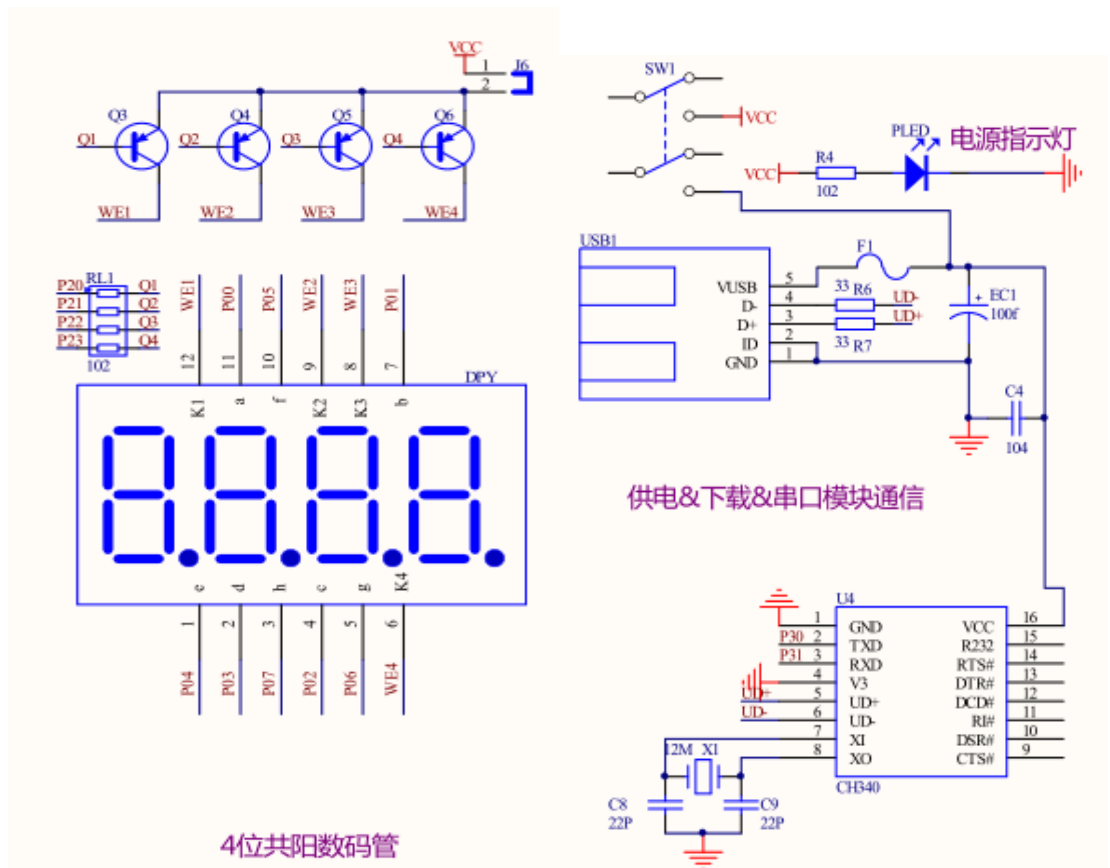 VCC
1
J6
2
Q3
Q4
Q5
Q6
Q1
Q2
Q3
Q4
WE1
WE2
WE3
WE4
RL1
P20
Q1
P21
Q2
P22
Q3
P23
Q4
102
WE1
P00
P05
WE2
WE3
P01
12
11
10
9
8
7
DPY
K1
a
f
K2
K3
b
e
d
h
c
g
K4
1
2
3
4
5
6
P04
P03
P07
P02
P06
WE4
4位共阳数码管
SW1
VCC
PLED
电源指示灯
R4
VCC
102
USB1
F1
VUSB
5
D-
4
33
R6
UD-
D+
3
UD+
33
R7
ID
2
GND
1
EC1
+
100f
C4
104
供电&下载&串口模块通信
U4
1
GND
VCC
16
P30
2
TXD
R232
15
P31
3
RXD
RTS#
14
4
V3
DTR#
13
UD+
5
UD+
DCD#
12
UD-
6
UD-
RI#
11
7
XI
DSR#
10
8
XO
CTS#
9
12M
X1
CH340
C8
22P
C9
22P